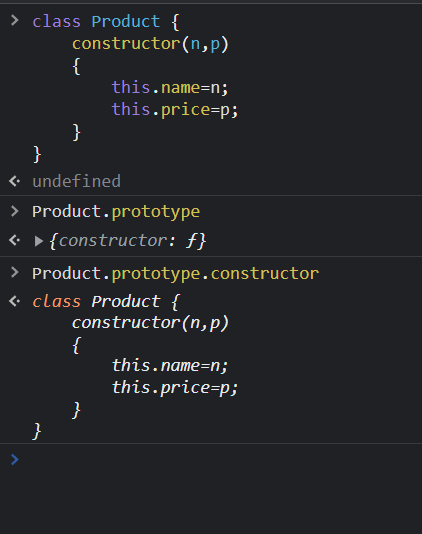 class Product {
constructor(n,p)
{
this.name=n;
this.price=p;
}
}
undefined
Product.prototype
{constructor: ƒ}
Product.prototype.constructor
class Product {
constructor(n,p)
{
this.name=n;
this.price=p;
}
}